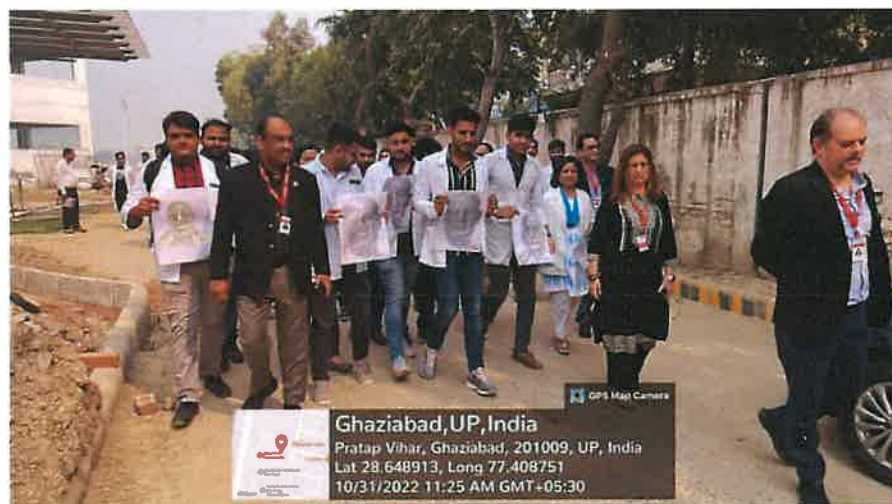 GPS Map Camera
Ghaziabad,UP,India
Pratap Vihar, Ghaziabad, 201009, UP, India
Lat 28.648913, Long 77.408751
10/31/2022 11:25 AM GMT+05:30